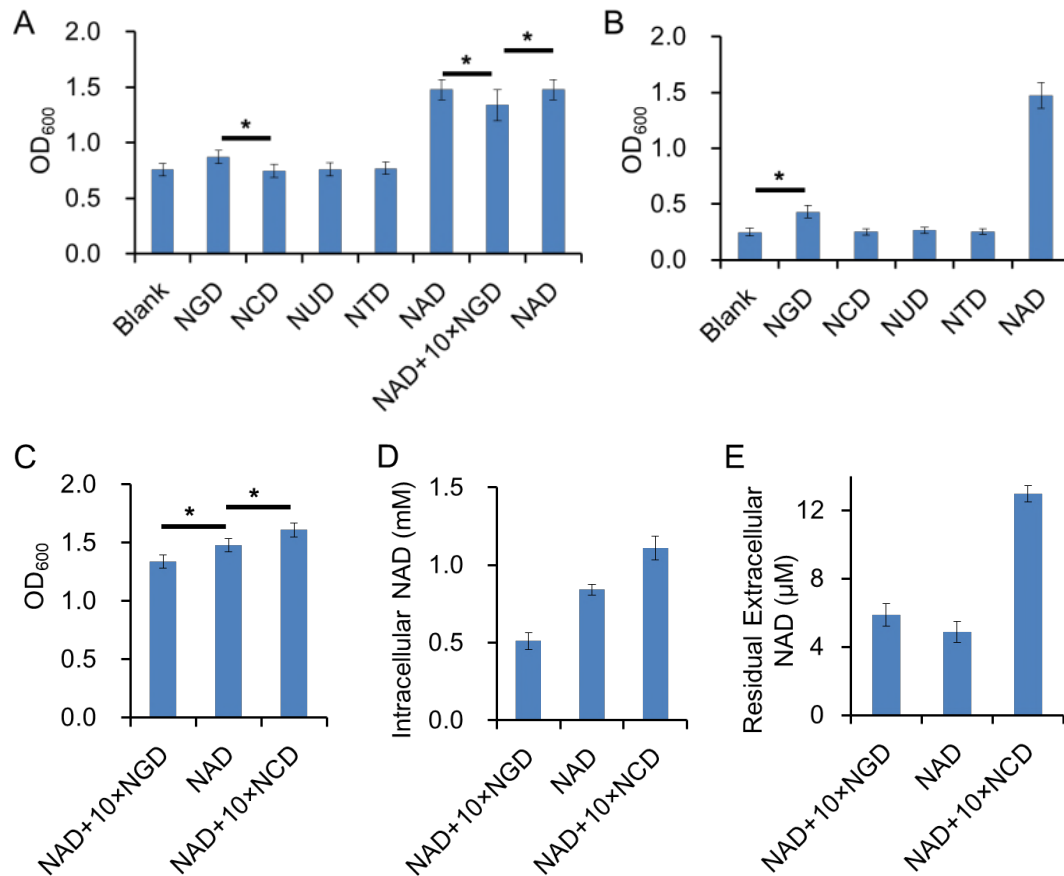 A
2.0
1.5
1.0
0.5
0.0
OD600
*
*
*
Blank
NGD
NCD
NUD
NTD
NAD
NAD+10×NGD
NAD
B
2.0
1.5
1.0
0.5
0.0
OD600
*
Blank
NGD
NCD
NUD
NTD
NAD
C
2.0
1.5
1.0
0.5
0.0
OD600
*
*
NAD+10×NGD
NAD
NAD+10×NCD
D
1.5
1.0
0.5
0.0
Intracellular NAD (mM)
NAD+10×NGD
NAD
NAD+10×NCD
E
12
8
4
0
Residual Extracellular
NAD (µM)
NAD+10×NGD
NAD
NAD+10×NCD